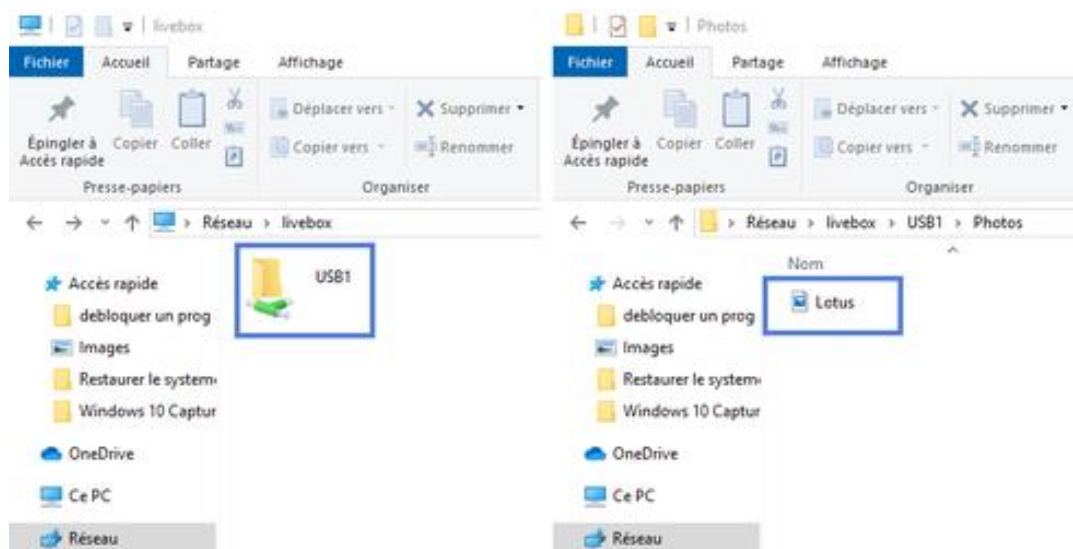 livebox
Fichier Accueil Partage Affichage
Épingler à Accès rapide
Copier Coller
Déplacer vers
Copier vers
Supprimer
Renommer
Presse-papiers
Organiser
Réseau > livebox
Accès rapide
debloquer un prog
Images
Restaurer le system
Windows 10 Captur
OneDrive
Ce PC
Réseau
USB1
Photos
Fichier Accueil Partage Affichage
Épingler à Accès rapide
Copier Coller
Déplacer vers
Copier vers
Supprimer
Renommer
Presse-papiers
Organiser
Réseau > livebox > USB1 > Photos
Accès rapide
debloquer un prog
Images
Restaurer le system
Windows 10 Captur
OneDrive
Ce PC
Réseau
Nom
Lotus